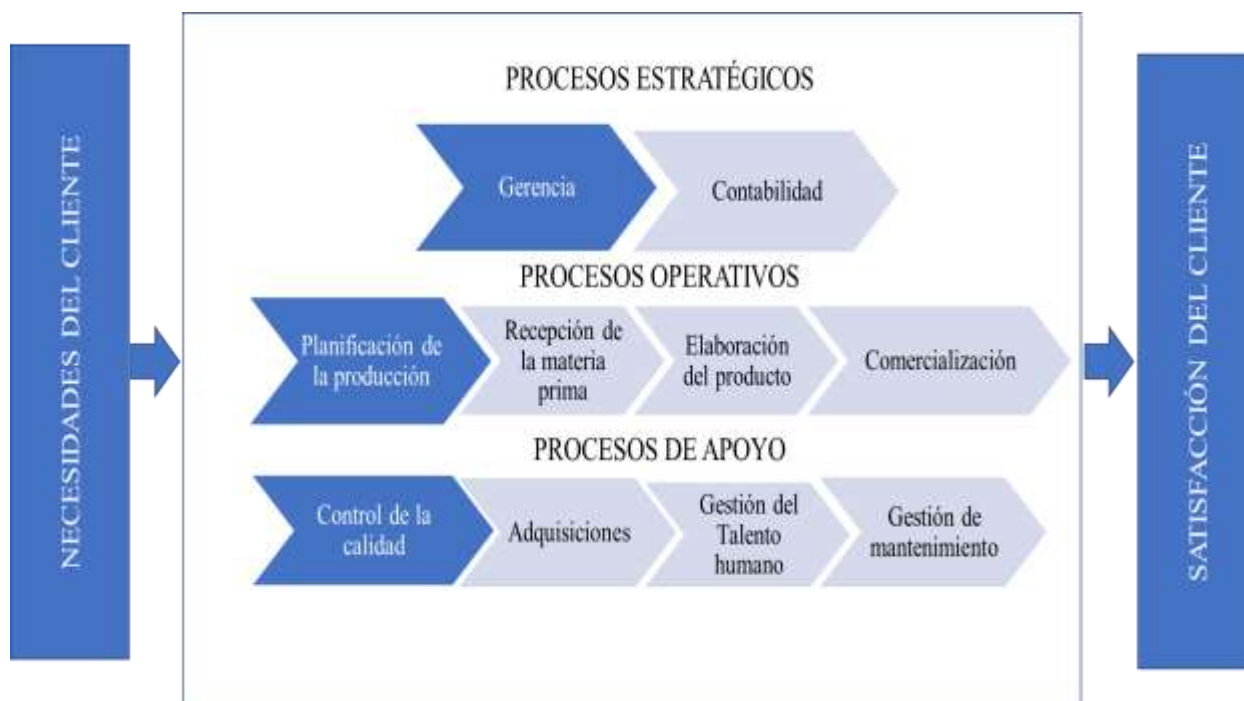 NECESIDADES DEL CLIENTE
PROCESOS ESTRATÉGICOS
Gerencia
Contabilidad
PROCESOS OPERATIVOS
Planificación de
la producción
Recepción de
la materia
prima
Elaboración
del producto
Comercialización
PROCESOS DE APOYO
Control de la
calidad
Adquisiciones
Gestión del
Talento
humano
Gestión de
mantenimiento
SATISFACCIÓN DEL CLIENTE